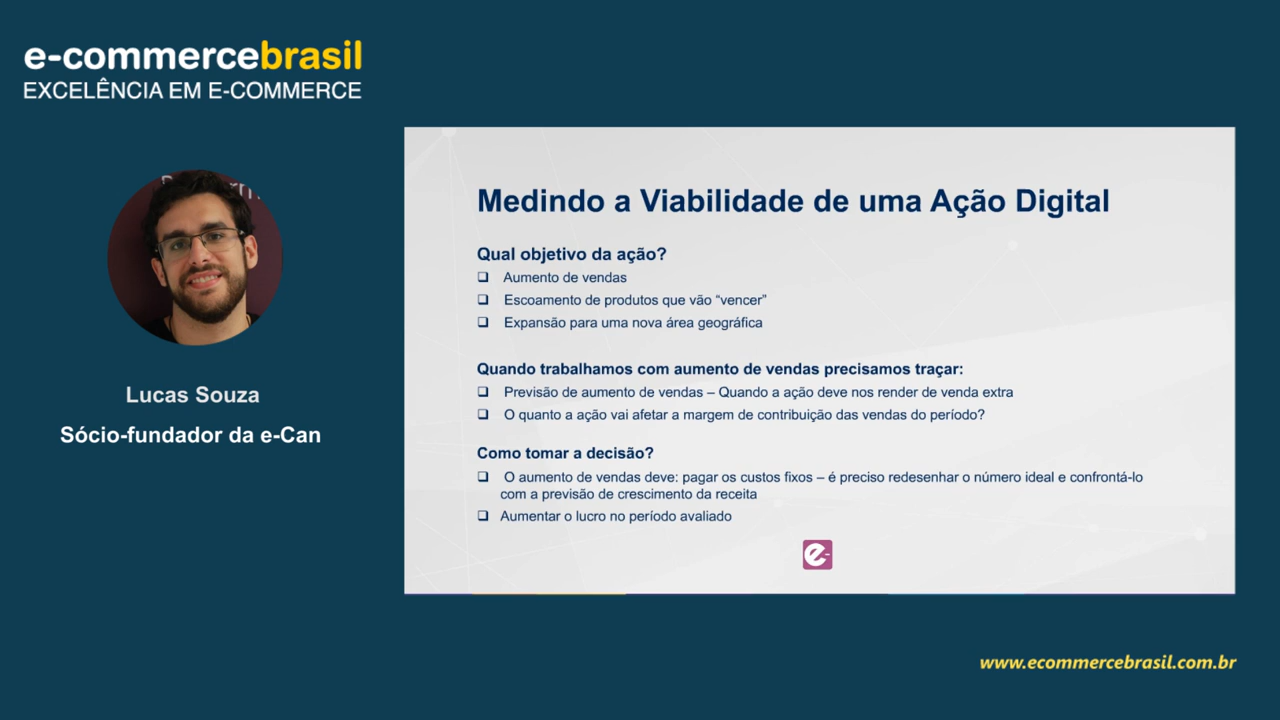 e-commercebrasil
EXCELÊNCIA EM E-COMMERCE
Lucas Souza
Sócio-fundador da e-Can
Medindo a Viabilidade de uma Ação Digital
Qual objetivo da ação?
❑ Aumento de vendas
❑ Escoamento de produtos que vão “vencer”
❑ Expansão para uma nova área geográfica
Quando trabalhamos com aumento de vendas precisamos traçar:
❑ Previsão de aumento de vendas – Quando a ação deve nos render de venda extra
❑ O quanto a ação vai afetar a margem de contribuição das vendas do período?
Como tomar a decisão?
❑ O aumento de vendas deve: pagar os custos fixos – é preciso redesenhar o número ideal e confrontá-lo
com a previsão de crescimento da receita
❑ Aumentar o lucro no período avaliado
e-
www.ecommercebrasil.com.br